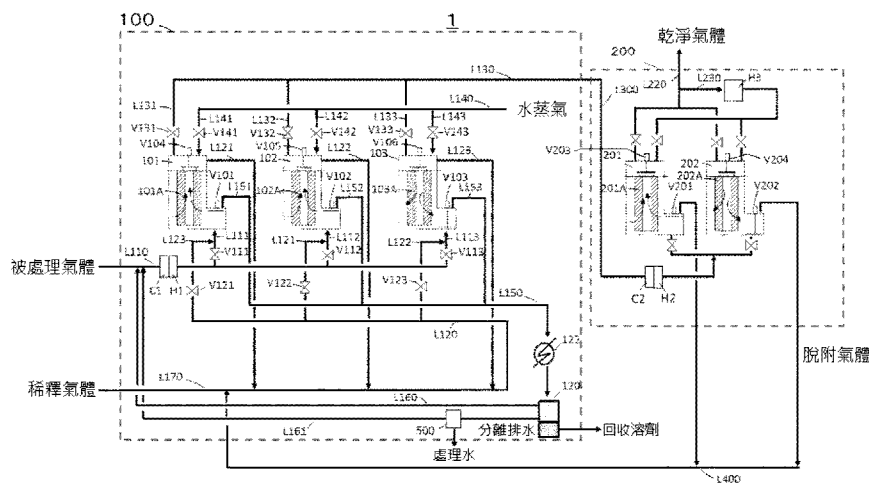 100
1
乾淨氣體
200
L220
L230
H3
L130
L300
L131
L141
L132
L142
L133
L143
L140
水蒸氣
V131
V141
V132
V142
V133
V143
V104
L121
V105
L122
V106
L123
V203
V204
101
102
103
201
202
101A
102A
103A
201A
202A
V101
L151
V102
L152
V103
L153
V201
V202
L123
L111
L121
L112
L122
L113
L110
V111
V112
V113
被處理氣體
C1
H1
V121
V122
V123
L150
C2
H2
L120
122
脫附氣體
稀釋氣體
L170
L160
120
L161
500
分離排水
回收溶劑
處理水
L400